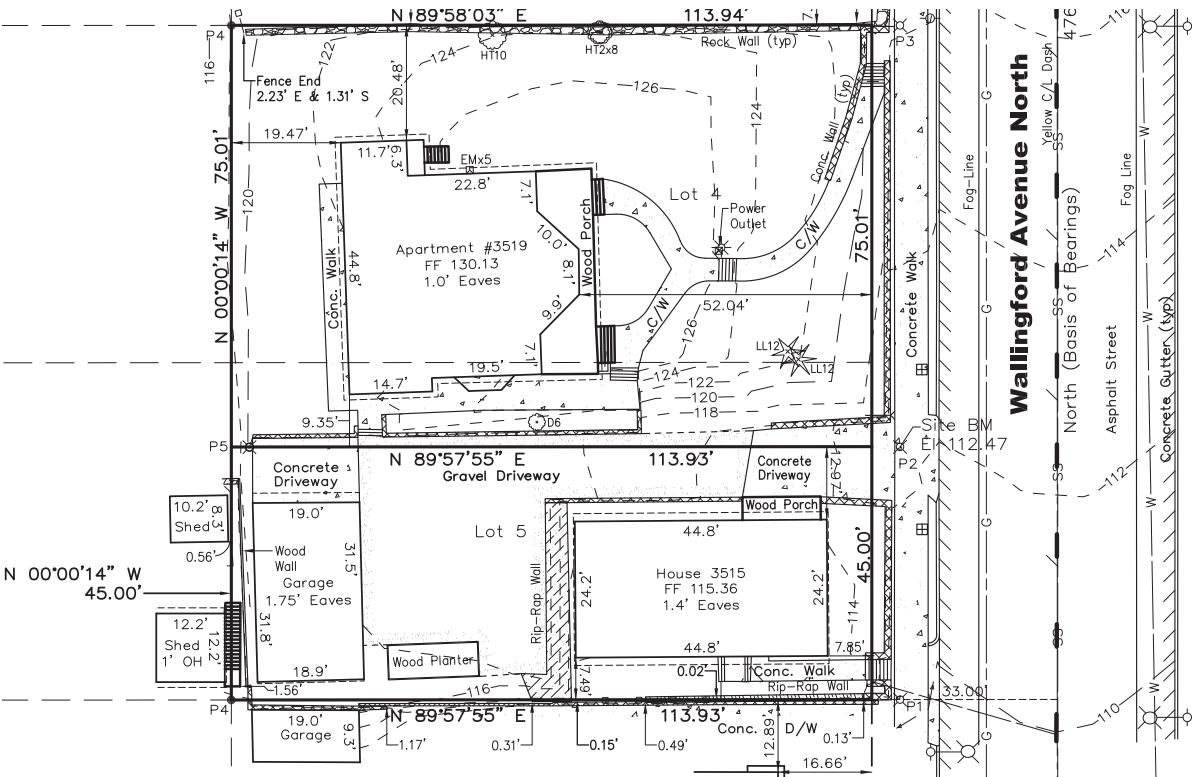 N 89°58'03" E 113.94'
7.
476
P4
P3
HT10
HT2x8
Rock Wall (typ)
116
122
124
20.48'
Fence End
2.23' E & 1.31' S
126
124
Conc. Wall (typ)
19.47'
11.7'
6.3'
EMx5
22.8'
7.1'
N 00°00'14" W 75.01'
120
Lot 4
Power
Outlet
Conc. Walk
44.8'
Apartment #3519
FF 130.13
1.0' Eaves
10.0'
8.1'
9.9'
7.1'
Wood Porch
C/W
C/W
52.04'
75.01'
126
LL12
LL12
19.5'
14.7'
124
122
120
118
9.35'
D6
Concrete Walk
Fog-Line
G
G
G
G
Wallingford Avenue North
Yellow C/L Dash
SS
SS
SS
SS
North (Basis of Bearings)
Asphalt Street
Fog Line
W
W
W
W
W
114
Concrete Gutter (typ)
P5
N 89°57'55" E 113.93'
Gravel Driveway
Site BM
El 112.47
P2
112
Concrete
Driveway
Concrete
Driveway
12.97'
10.2'
8.3'
Shed
0.56'
19.0'
Lot 5
Wood Porch
44.8'
Wood
Wall
31.5'
Garage
1.75' Eaves
31.8'
18.9'
Rip-Rap Wall
24.2'
House 3515
FF 115.36
1.4' Eaves
24.2'
45.00'
114
N 00°00'14" W
45.00'
12.2'
Shed
12.2'
1' OH
Wood Planter
44.8'
7.85'
0.02'
Conc. Walk
Rip-Rap Wall
7.49'
1.56'
116
33.00'
P4
P1
N 89°57'55" E 113.93'
110
19.0'
Garage
9.3'
1.17'
0.31'
0.15'
0.49'
Conc. D/W
12.89'
0.13'
16.66'